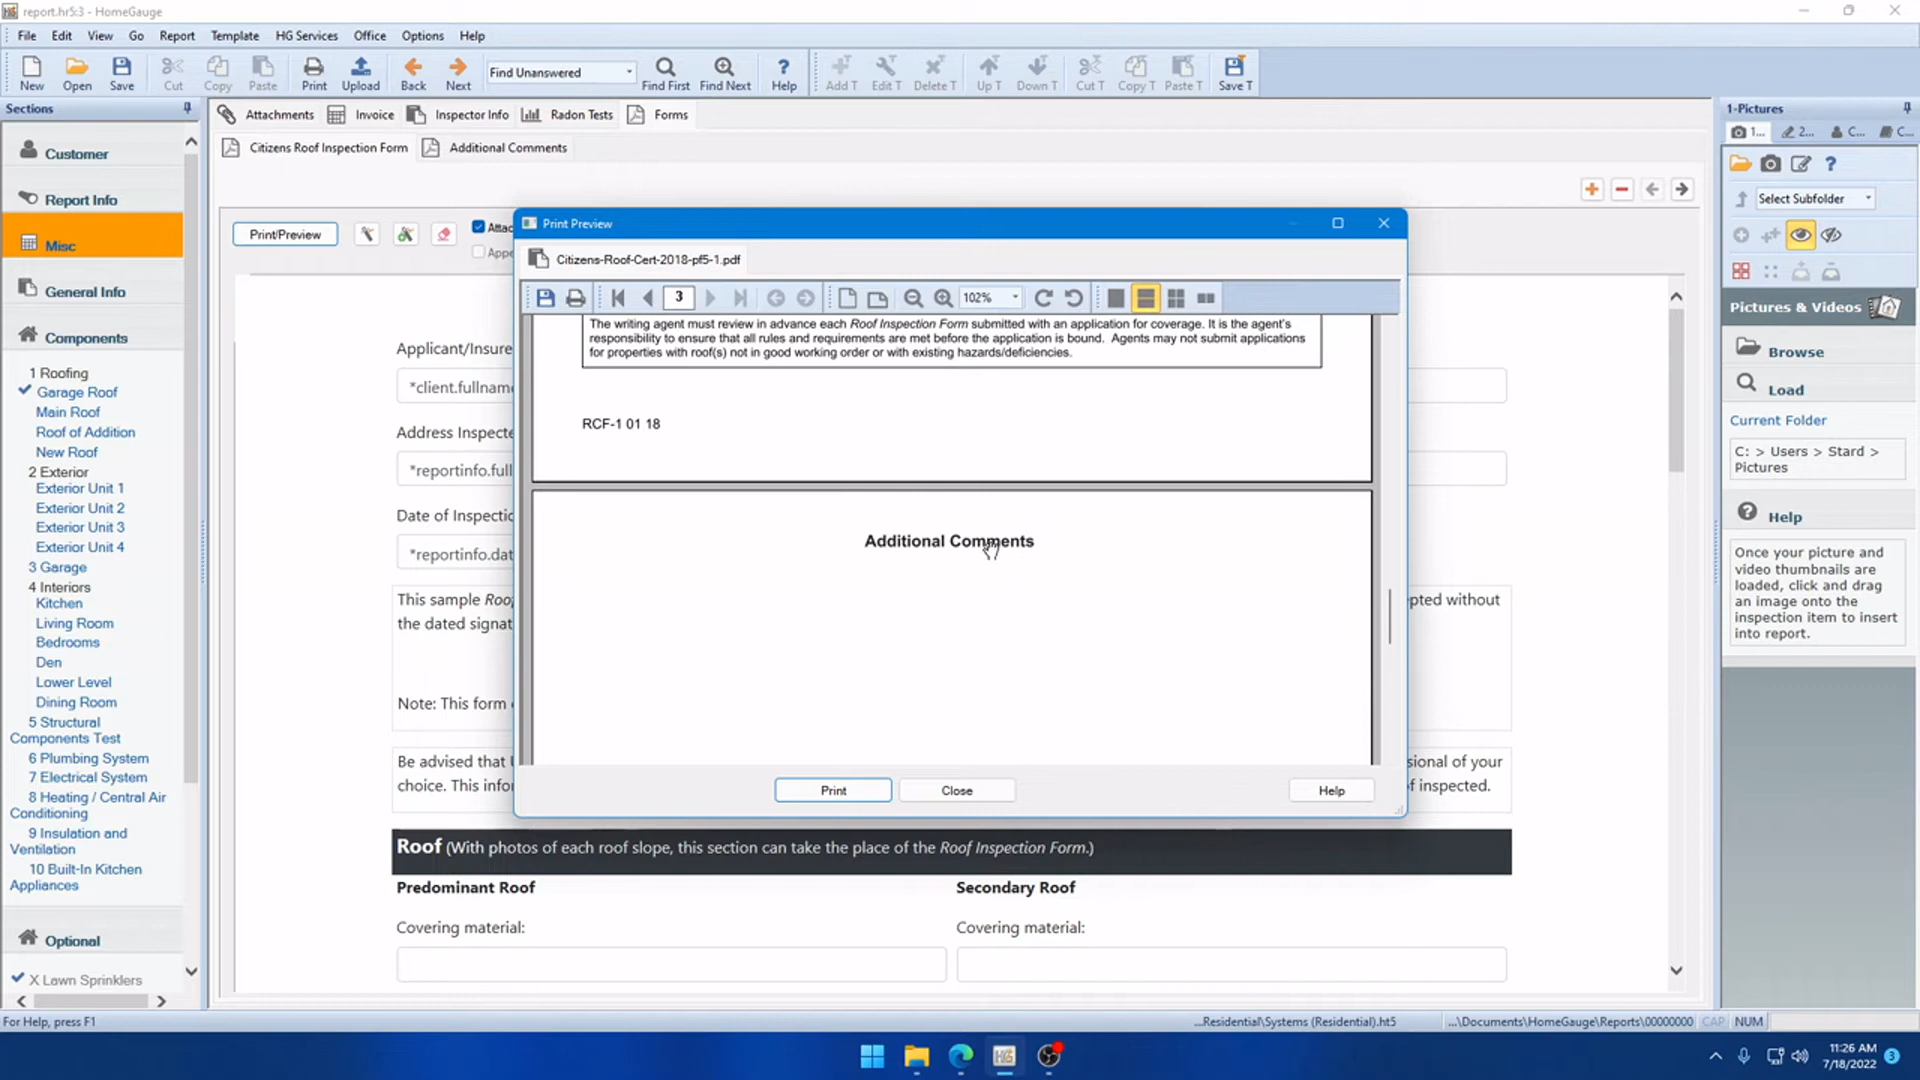 report.hr5:3 - HomeGauge
File Edit View Go Report Template HG Services Office Options Help
New Open Save Cut Copy Paste Print Upload Back Next Find Unanswered Find First Find Next Help Add T Edit T Delete T Up T Down T Cut T Copy T Paste T Save T
Sections
Customer
Report Info
Misc
General Info
Components
1 Roofing
Garage Roof
Main Roof
Roof of Addition
New Roof
2 Exterior
Exterior Unit 1
Exterior Unit 2
Exterior Unit 3
Exterior Unit 4
3 Garage
4 Interiors
Kitchen
Living Room
Bedrooms
Den
Lower Level
Dining Room
5 Structural
Components Test
6 Plumbing System
7 Electrical System
8 Heating / Central Air
Conditioning
9 Insulation and
Ventilation
10 Built-In Kitchen
Appliances
Optional
X Lawn Sprinklers
Attachments Invoice Inspector Info Radon Tests Forms
Citizens Roof Inspection Form Additional Comments
Print/Preview
Attac
Appe
Applicant/Insure
*client.fullname
Address Inspecte
*reportinfo.full
Date of Inspectio
*reportinfo.dat
This sample Roo
the dated signat
Note: This form
Be advised that
choice. This info
pted without
sional of your
f inspected.
Roof (With photos of each roof slope, this section can take the place of the Roof Inspection Form.)
Predominant Roof Secondary Roof
Covering material: Covering material:
Print Preview
Citizens-Roof-Cert-2018-pf5-1.pdf
3 102%
The writing agent must review in advance each Roof Inspection Form submitted with an application for coverage. It is the agent's
responsibility to ensure that all rules and requirements are met before the application is bound. Agents may not submit applications
for properties with roof(s) not in good working order or with existing hazards/deficiencies.
RCF-1 01 18
Additional Comments
Print Close Help
1-Pictures
1... 2... C... C...
Select Subfolder
Pictures & Videos
Browse
Load
Current Folder
C: > Users > Stard >
Pictures
Help
Once your picture and
video thumbnails are
loaded, click and drag
an image onto the
inspection item to insert
into report.
For Help, press F1
...Residential\Systems (Residential).ht5 ...\Documents\HomeGauge\Reports\00000000 CAP NUM
11:26 AM
7/18/2022
3